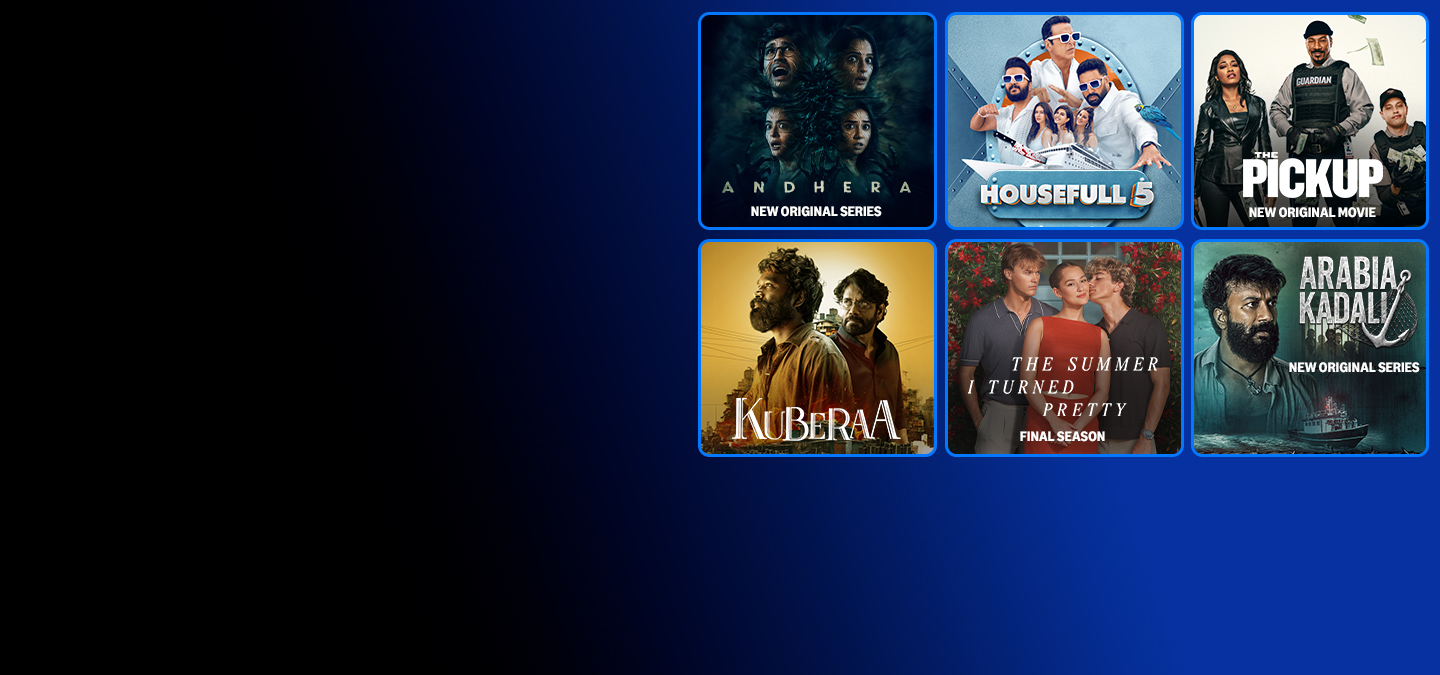 ANDHERA
NEW ORIGINAL SERIES
HOUSEFULL 5
GUARDIAN
THE
PICKUP
NEW ORIGINAL MOVIE
KUBERAA
THE SUMMER
I TURNED
PRETTY
FINAL SEASON
ARABIA
KADALI
NEW ORIGINAL SERIES